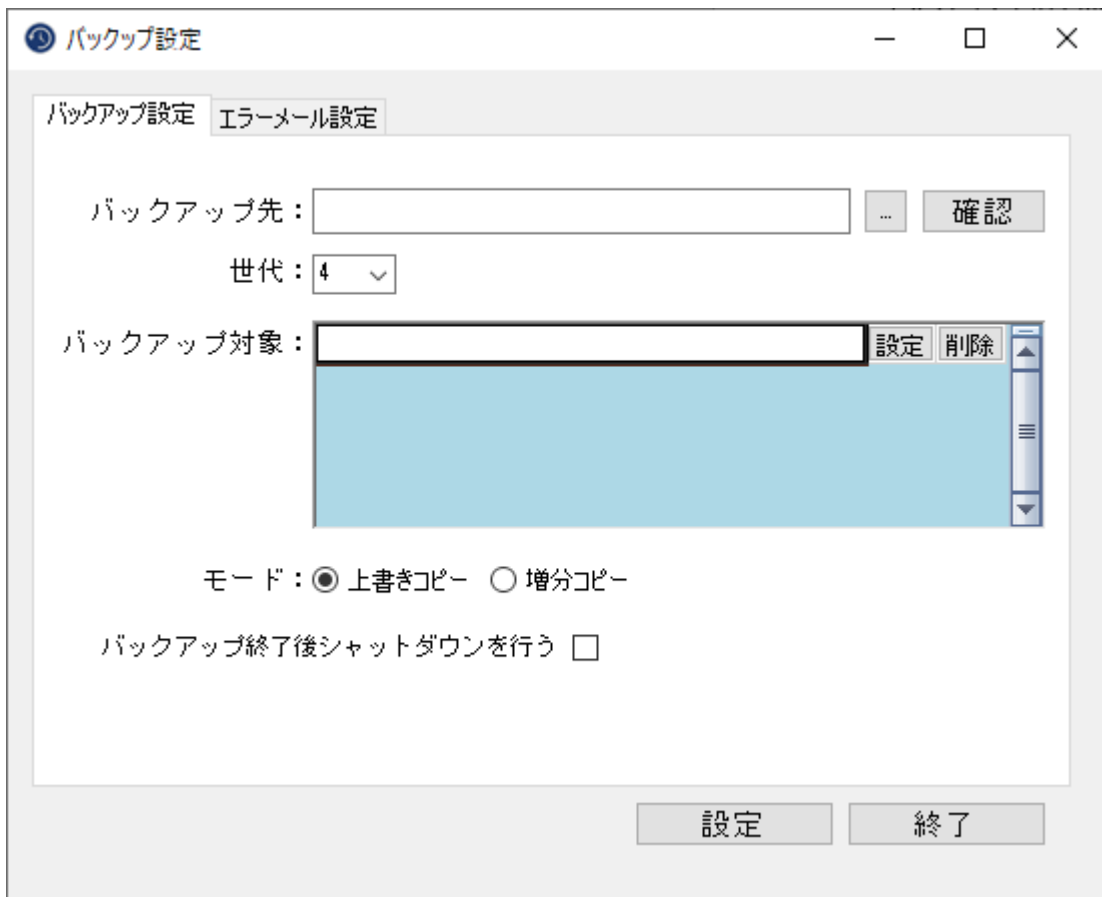 バックップ設定
バックアップ設定 エラーメール設定
バックアップ先： ... 確認
世代： 4
バックアップ対象： 設定 削除
モード： 上書きコピー 増分コピー
バックアップ終了後シャットダウンを行う
設定 終了